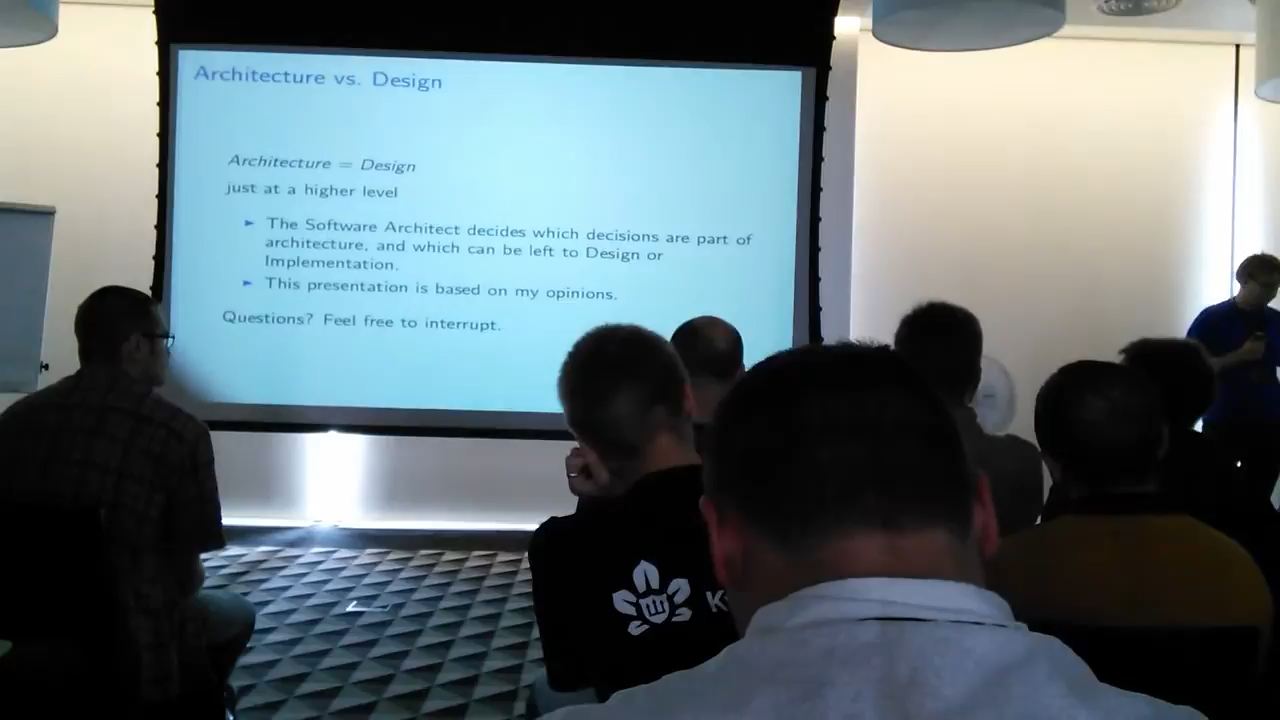 Architecture vs. Design
Architecture = Design
just at a higher level
► The Software Architect decides which decisions are part of
architecture, and which can be left to Design or
Implementation.
► This presentation is based on my opinions.
Questions? Feel free to interrupt.